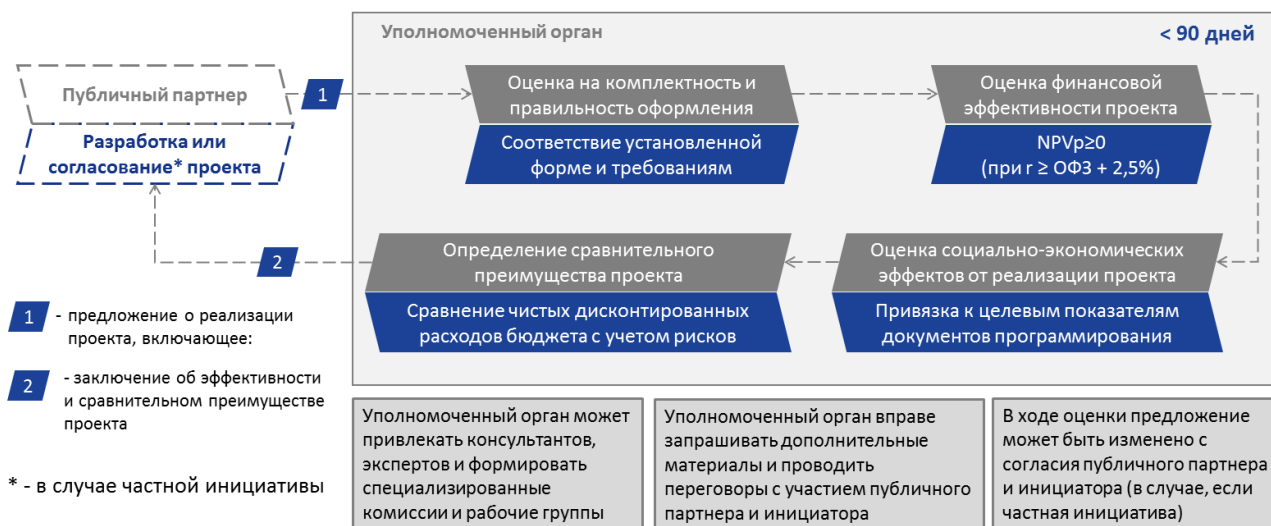 Уполномоченный орган
< 90 дней
Публичный партнер
Разработка или
согласование* проекта
1
Оценка на комплектность и
правильность оформления
Соответствие установленной
форме и требованиям
Оценка финансовой
эффективности проекта
NPVp≥0
(при r ≥ ОФЗ + 2,5%)
2
Определение сравнительного
преимущества проекта
Сравнение чистых дисконтированных
расходов бюджета с учетом рисков
Оценка социально-экономических
эффектов от реализации проекта
Привязка к целевым показателям
документов программирования
1 - предложение о реализации
проекта, включающее:
2 - заключение об эффективности
и сравнительном преимуществе
проекта
* - в случае частной инициативы
Уполномоченный орган может
привлекать консультантов,
экспертов и формировать
специализированные
комиссии и рабочие группы
Уполномоченный орган вправе
запрашивать дополнительные
материалы и проводить
переговоры с участием публичного
партнера и инициатора
В ходе оценки предложение
может быть изменено с
согласия публичного партнера
и инициатора (в случае, если
частная инициатива)